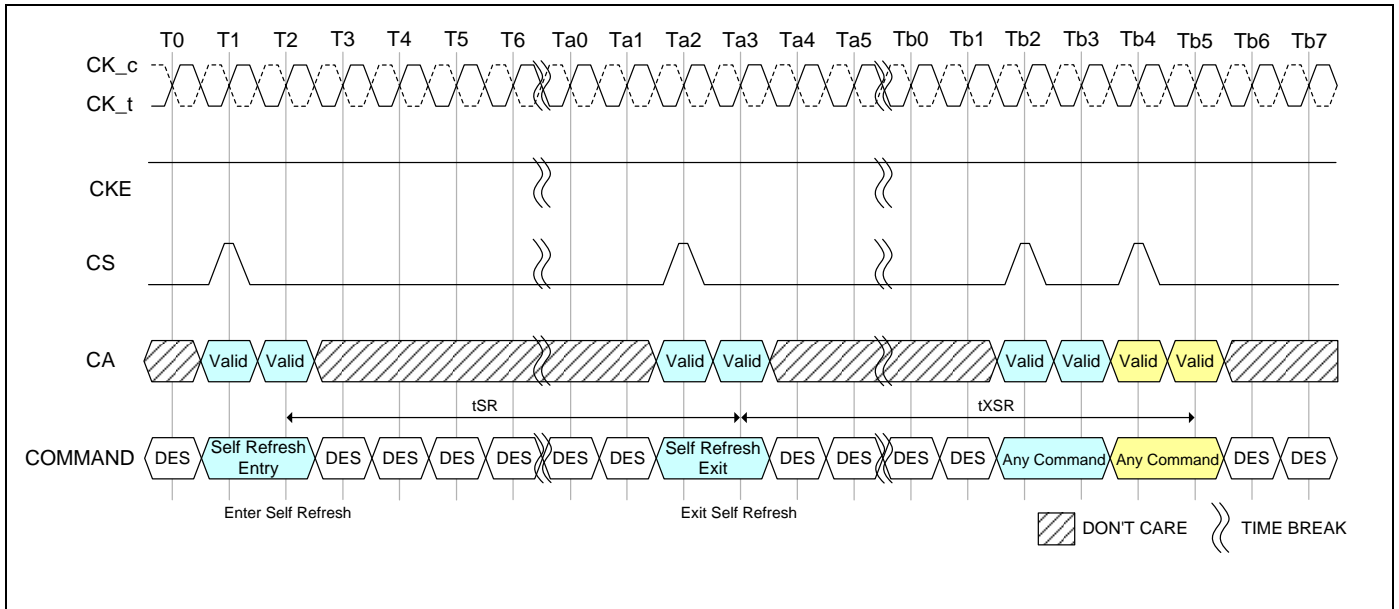 T0 T1 T2 T3 T4 T5 T6 Ta0 Ta1 Ta2 Ta3 Ta4 Ta5 Tb0 Tb1 Tb2 Tb3 Tb4 Tb5 Tb6 Tb7
CK_c
CK_t
CKE
CS
CA Valid Valid Valid Valid Valid Valid Valid Valid
tSR tXSR
COMMAND DES Self Refresh Entry DES DES DES DES DES DES Self Refresh Exit DES DES DES DES Any Command Any Command DES DES
Enter Self Refresh Exit Self Refresh
DON'T CARE TIME BREAK